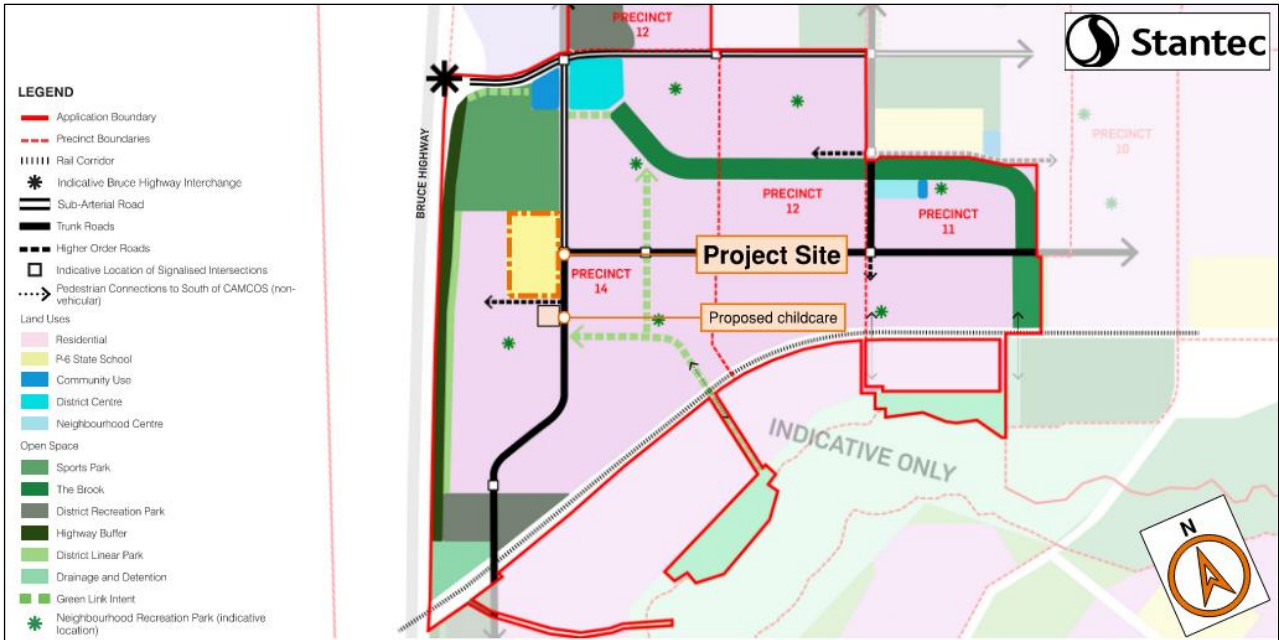 Stantec
LEGEND
Application Boundary
Precinct Boundaries
Rail Corridor
Indicative Bruce Highway Interchange
Sub-Arterial Road
Trunk Roads
Higher Order Roads
Indicative Location of Signalised Intersections
Pedestrian Connections to South of CAMCOS (non-
vehicular)
Land Uses
Residential
P-6 State School
Community Use
District Centre
Neighbourhood Centre
Open Space
Sports Park
The Brook
District Recreation Park
Highway Buffer
District Linear Park
Drainage and Detention
Green Link Intent
Neighbourhood Recreation Park (indicative
location)
BRUCE HIGHWAY
PRECINCT
12
PRECINCT
10
PRECINCT
12
PRECINCT
11
Project Site
PRECINCT
14
Proposed childcare
INDICATIVE ONLY
N